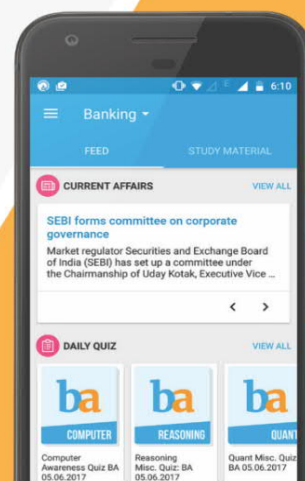 6:10
Banking
FEED
STUDY MATERIAL
CURRENT AFFAIRS
VIEW ALL
SEBI forms committee on corporate
governance
Market regulator Securities and Exchange Board
of India (SEBI) has set up a committee under
the Chairmanship of Uday Kotak, Executive Vice ...
DAILY QUIZ
VIEW ALL
ba
COMPUTER
ba
REASONING
ba
QUANT
Computer
Awareness Quiz BA
05.06.2017
Reasoning
Misc. Quiz: BA
05.06.2017
Quant Misc. Quiz
BA 05.06.2017